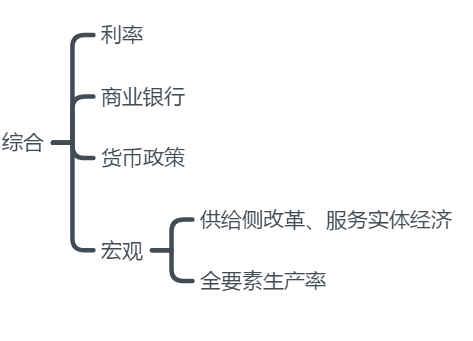 利率
商业银行
综合
货币政策
供给侧改革、服务实体经济
宏观
全要素生产率